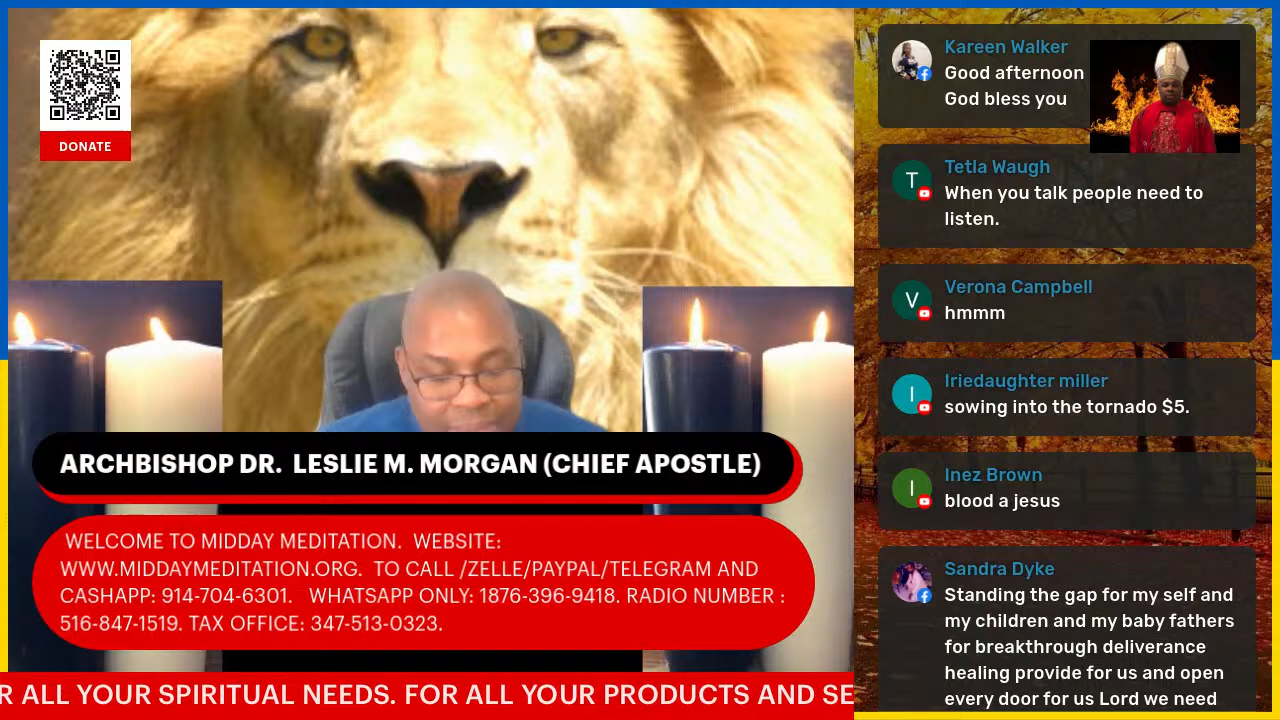 DONATE
ARCHBISHOP DR. LESLIE M. MORGAN (CHIEF APOSTLE)
WELCOME TO MIDDAY MEDITATION. WEBSITE:
WWW.MIDDAYMEDITATION.ORG. TO CALL /ZELLE/PAYPAL/TELEGRAM AND
CASHAPP: 914-704-6301. WHATSAPP ONLY: 1876-396-9418. RADIO NUMBER :
516-847-1519. TAX OFFICE: 347-513-0323.
R ALL YOUR SPIRITUAL NEEDS. FOR ALL YOUR PRODUCTS AND SE
Kareen Walker
Good afternoon
God bless you
T
Tetla Waugh
When you talk people need to
listen.
V
Verona Campbell
hmmm
I
Iriedaughter miller
sowing into the tornado $5.
I
Inez Brown
blood a jesus
Sandra Dyke
Standing the gap for my self and
my children and my baby fathers
for breakthrough deliverance
healing provide for us and open
every door for us Lord we need